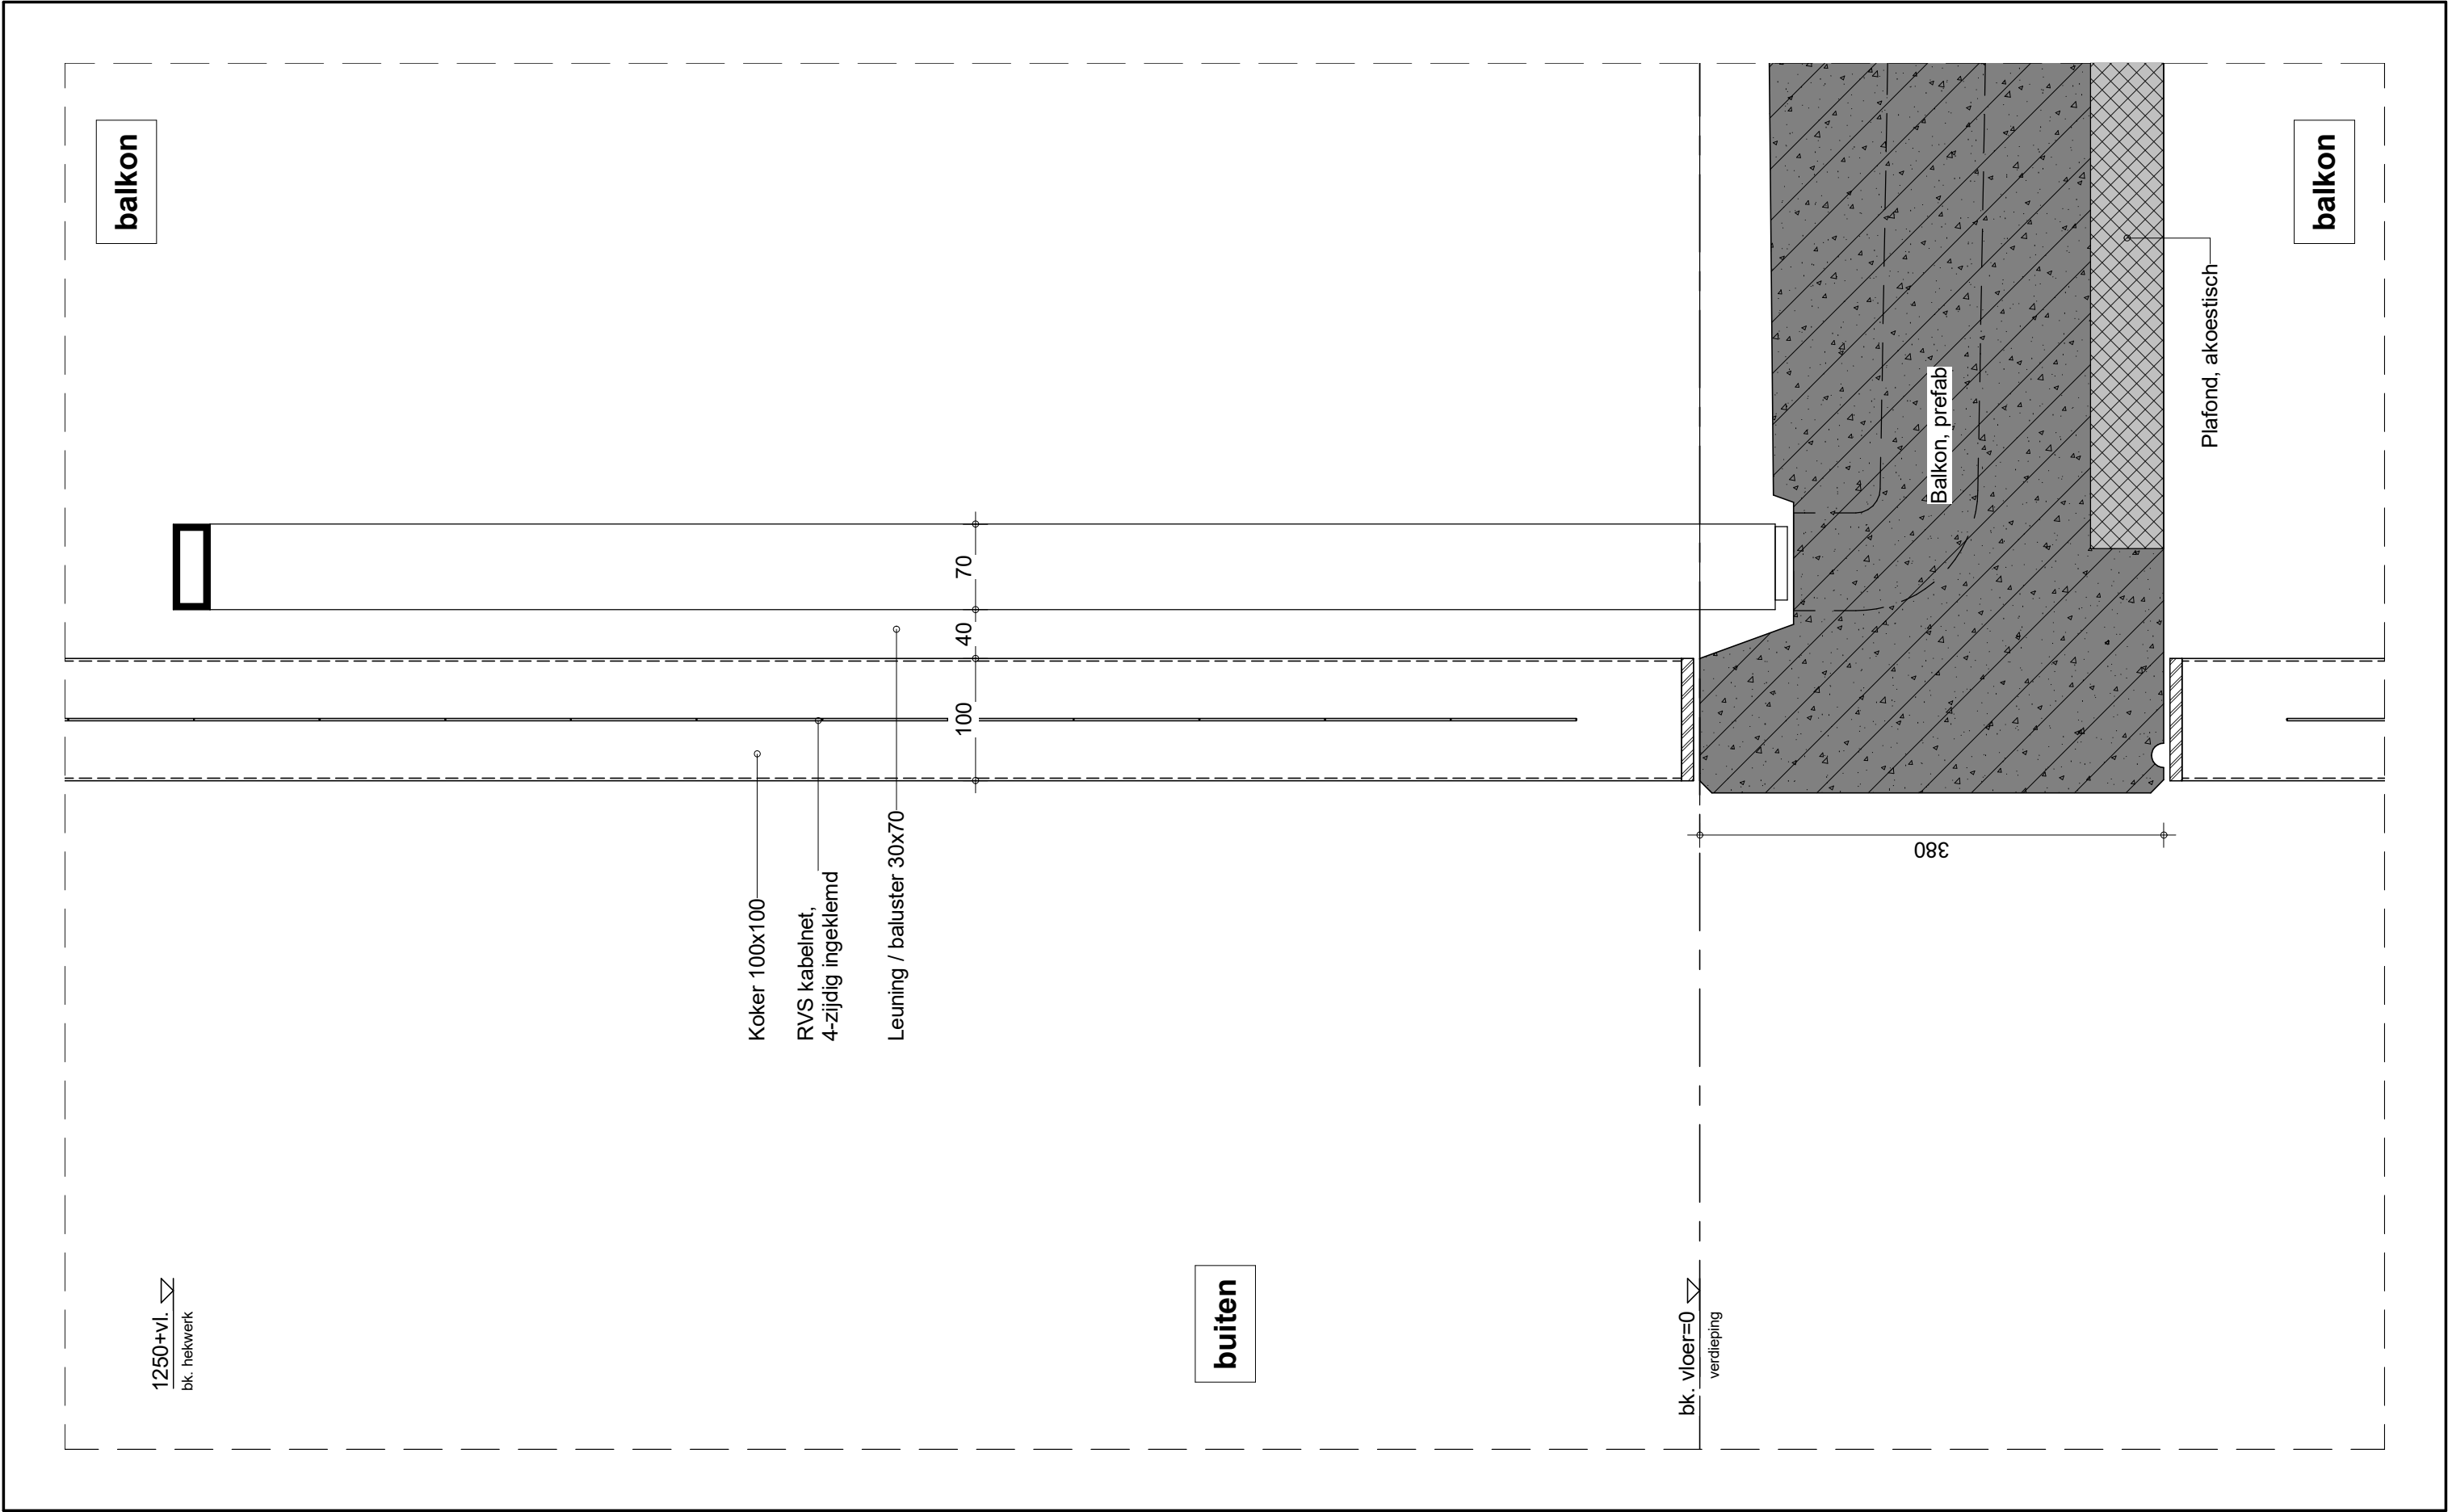 balkon
balkon
Plafond, akoestisch
Balkon, prefab
70
40
100
380
Koker 100x100
RVS kabelnet,
4-zijdig ingeklemd
Leuning / baluster 30x70
1250+vl.
bk. hekwerk
buiten
bk. vloer=0
verdieping